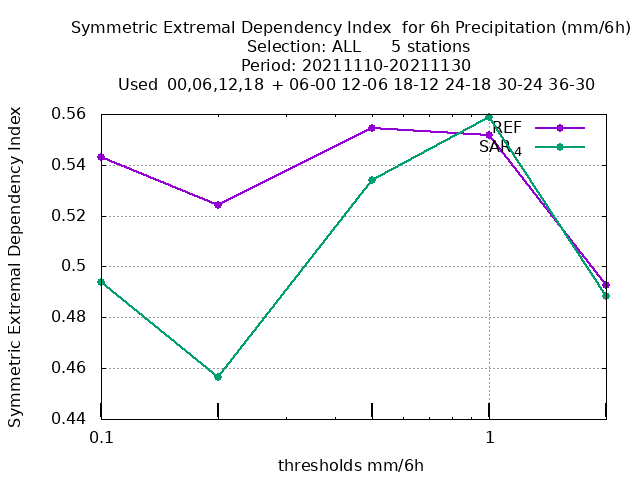 Symmetric Extremal Dependency Index for 6h Precipitation (mm/6h)
Selection: ALL 5 stations
Period: 20211110-20211130
Used 00,06,12,18 + 06-00 12-06 18-12 24-18 30-24 36-30
Symmetric Extremal Dependency Index
0.56
0.54
0.52
0.5
0.48
0.46
0.44
REF
SAR4
0.1
1
thresholds mm/6h